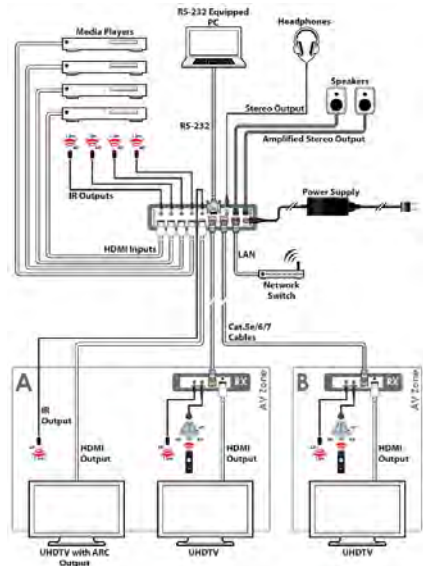 RS-232 Equipped
PC
Headphones
Media Players
Speakers
Stereo Output
RS-232
Amplified Stereo Output
IR Outputs
Power Supply
HDMI Inputs
LAN
Network
Switch
Cat.5e/6/7
Cables
A
RX
AV Zone
B
RX
AV Zone
IR
Output
HDMI
Output
HDMI
Output
HDMI
Output
UHDTV with ARC
Output
UHDTV
UHDTV